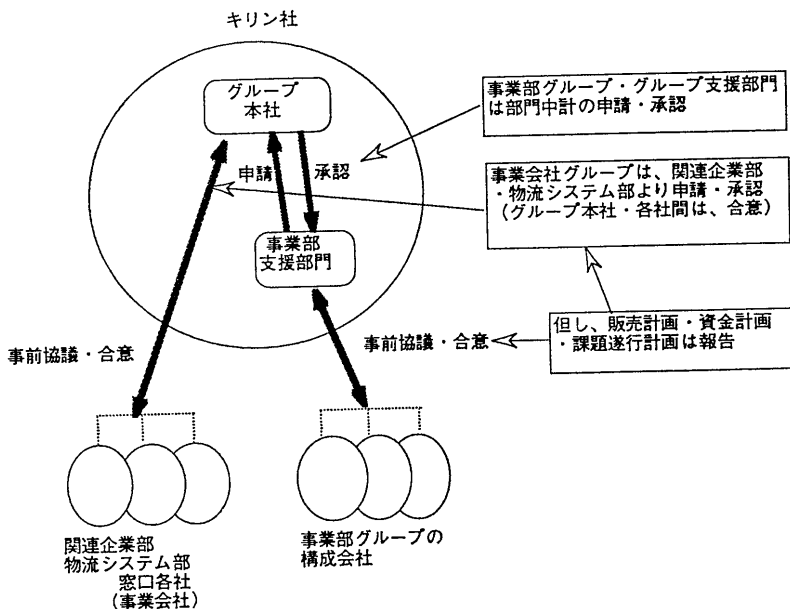 キリン社
グループ
本社
申請
承認
事業部
支援部門
事業部グループ・グループ支援部門
は部門中計の申請・承認
事業会社グループは、関連企業部
・物流システム部より申請・承認
(グループ本社・各社間は、合意)
但し、販売計画・資金計画
・課題遂行計画は報告
事前協議・合意
事前協議・合意
関連企業部
物流システム部
窓口各社
(事業会社)
事業部グループの
構成会社